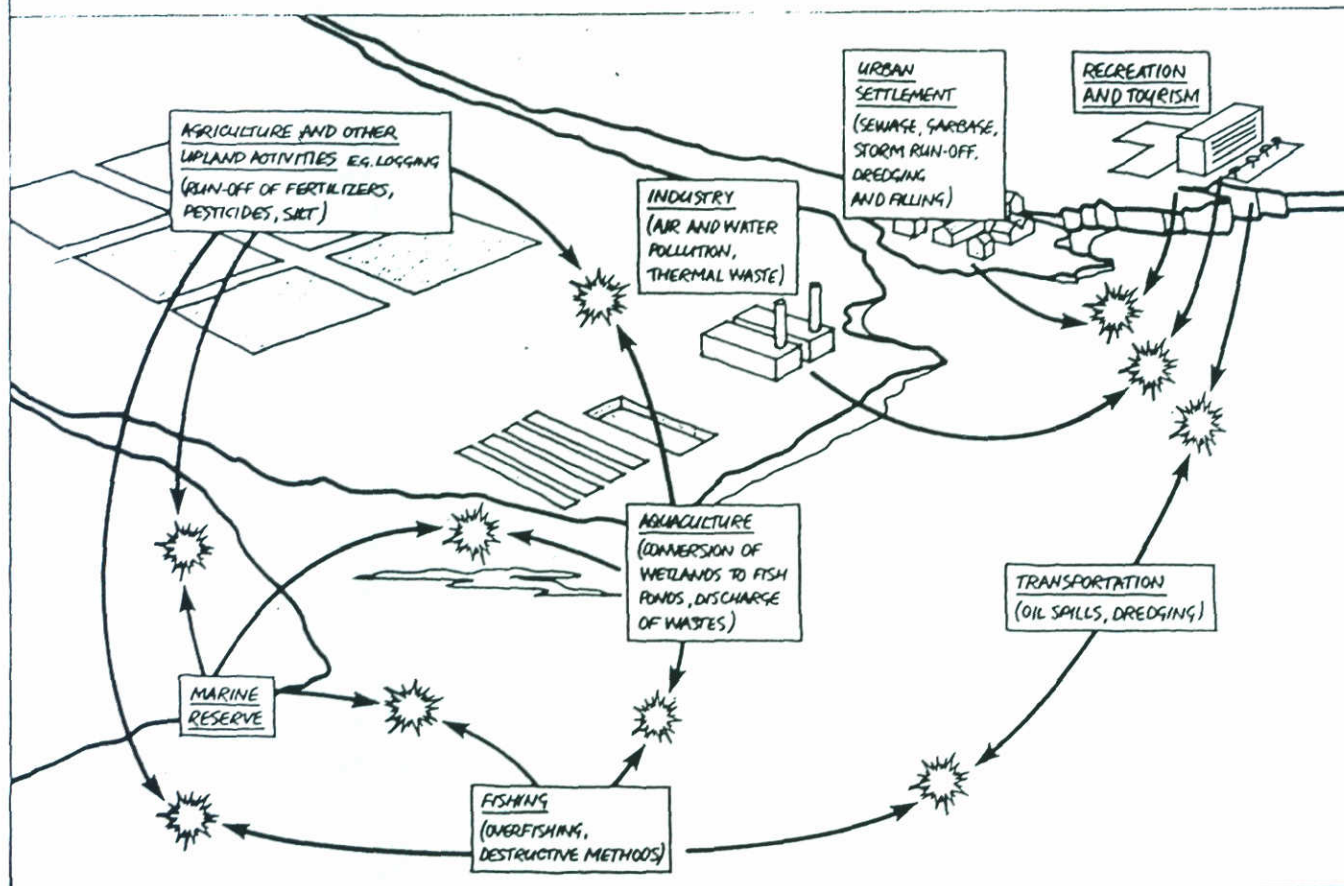 AGRICULTURE AND OTHER
UPLAND ACTIVITIES E.G. LOGGING
(RUN-OFF OF FERTILIZERS,
PESTICIDES, SILT)
INDUSTRY
(AIR AND WATER
POLLUTION,
THERMAL WASTE)
URBAN
SETTLEMENT
(SEWAGE, GARBAGE,
STORM RUN-OFF,
DREDGING
AND FILLING)
RECREATION
AND TOURISM
AQUACULTURE
(CONVERSION OF
WETLANDS TO FISH
PONDS, DISCHARGE
OF WASTES)
TRANSPORTATION
(OIL SPILLS, DREDGING)
MARINE
RESERVE
FISHING
(OVERFISHING,
DESTRUCTIVE METHODS)